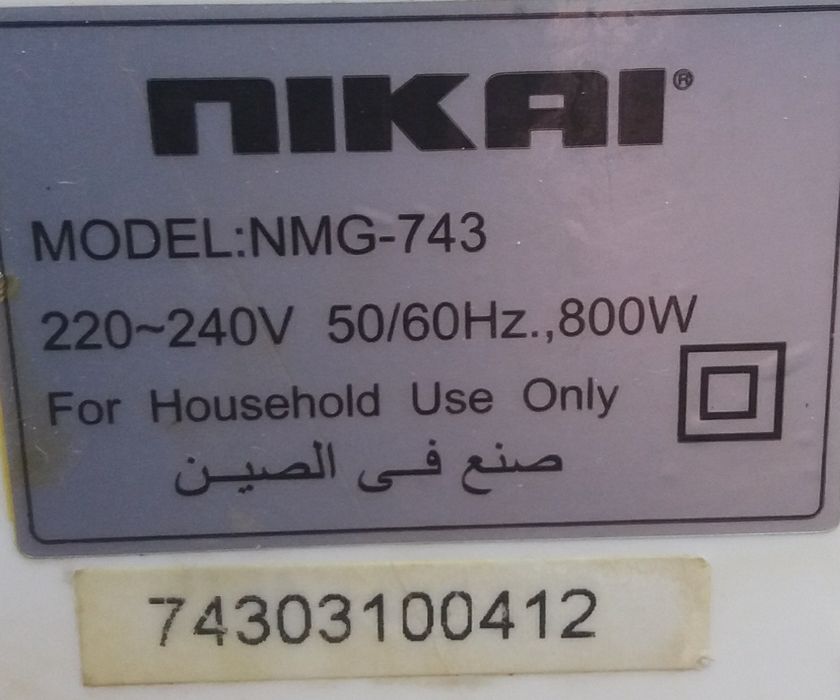 NIKAI®
MODEL:NMG-743
220~240V 50/60Hz.,800W
For Household Use Only
صنع فى الصين
74303100412